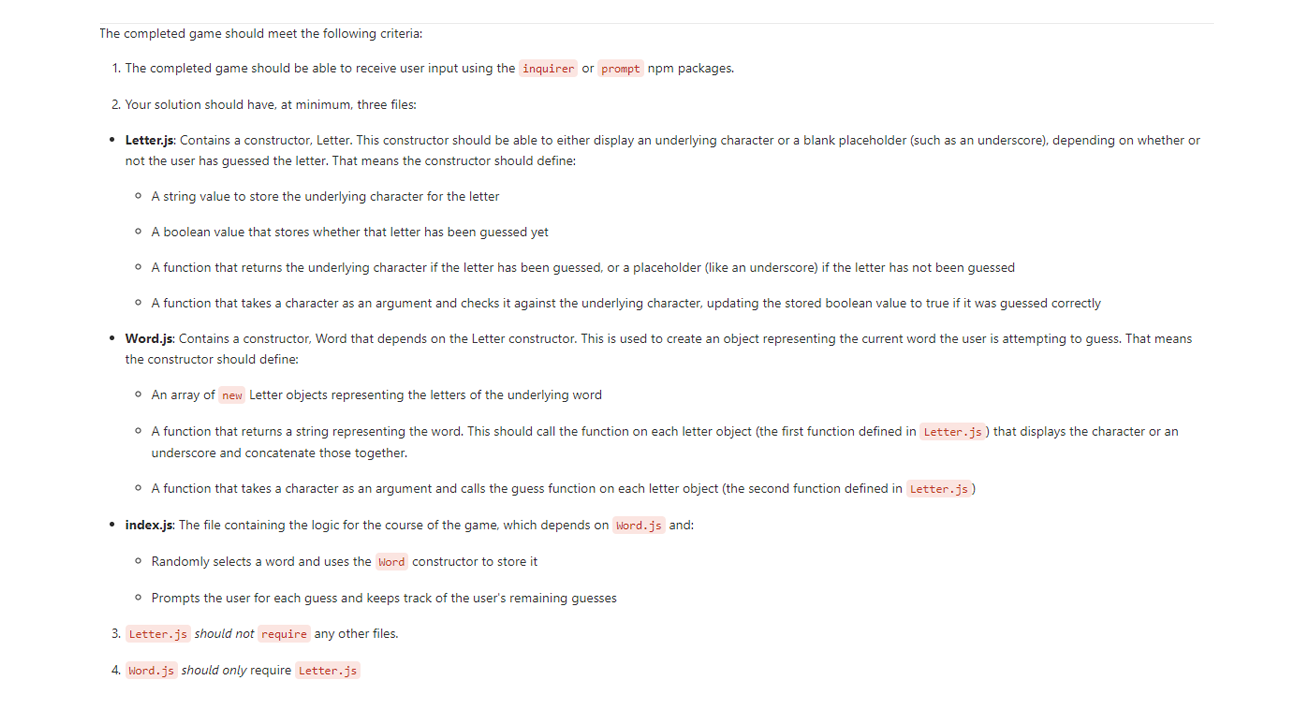 The completed game should meet the following criteria:
1. The completed game should be able to receive user input using the inquirer or prompt npm packages.
2. Your solution should have, at minimum, three files:
• Letter.js: Contains a constructor, Letter. This constructor should be able to either display an underlying character or a blank placeholder (such as an underscore), depending on whether or
not the user has guessed the letter. That means the constructor should define:
○ A string value to store the underlying character for the letter
○ A boolean value that stores whether that letter has been guessed yet
○ A function that returns the underlying character if the letter has been guessed, or a placeholder (like an underscore) if the letter has not been guessed
○ A function that takes a character as an argument and checks it against the underlying character, updating the stored boolean value to true if it was guessed correctly
• Word.js: Contains a constructor, Word that depends on the Letter constructor. This is used to create an object representing the current word the user is attempting to guess. That means
the constructor should define:
○ An array of new Letter objects representing the letters of the underlying word
○ A function that returns a string representing the word. This should call the function on each letter object (the first function defined in Letter.js) that displays the character or an
underscore and concatenate those together.
○ A function that takes a character as an argument and calls the guess function on each letter object (the second function defined in Letter.js)
• index.js: The file containing the logic for the course of the game, which depends on Word.js and:
○ Randomly selects a word and uses the Word constructor to store it
○ Prompts the user for each guess and keeps track of the user's remaining guesses
3. Letter.js should not require any other files.
4. Word.js should only require Letter.js